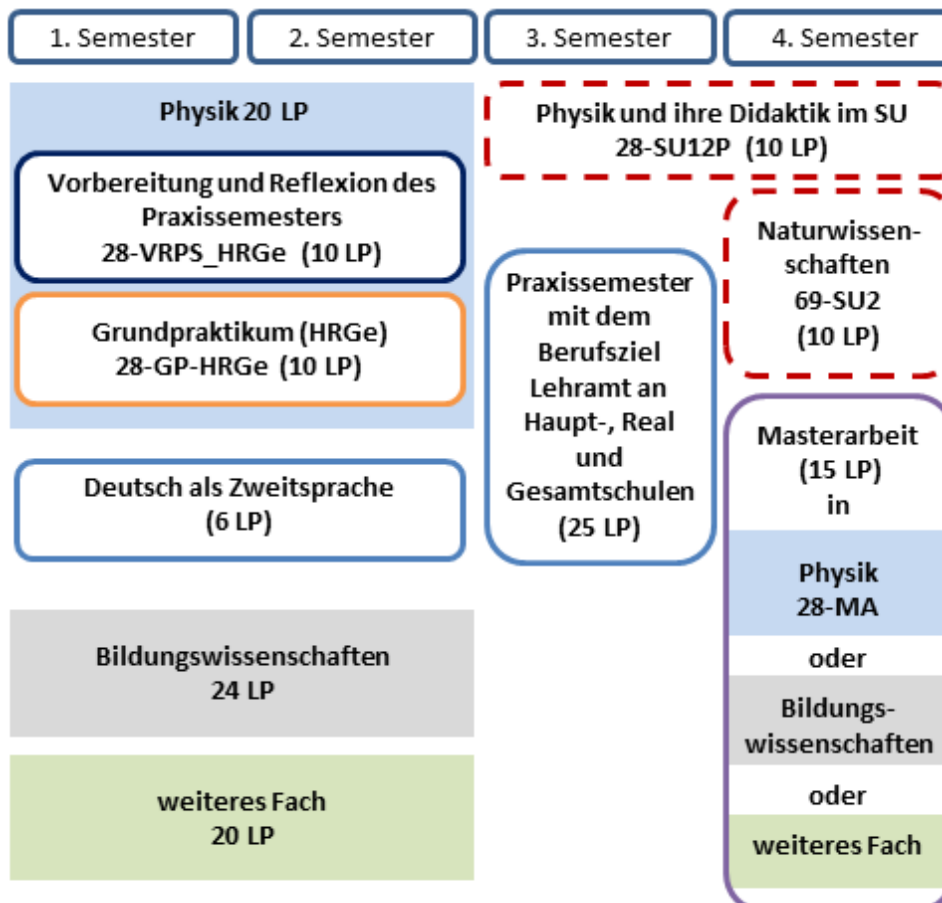 1. Semester
2. Semester
3. Semester
4. Semester
Physik 20 LP
Vorbereitung und Reflexion des
Praxissemesters
28-VRPS_HRGe (10 LP)
Grundpraktikum (HRGe)
28-GP-HRGe (10 LP)
Deutsch als Zweitsprache
(6 LP)
Bildungswissenschaften
24 LP
weiteres Fach
20 LP
Physik und ihre Didaktik im SU
28-SU12P (10 LP)
Praxissemester
mit dem
Berufsziel
Lehramt an
Haupt-, Real
und
Gesamtschulen
(25 LP)
Naturwissen-
schaften
69-SU2
(10 LP)
Masterarbeit
(15 LP)
in
Physik
28-MA
oder
Bildungs-
wissenschaften
oder
weiteres Fach